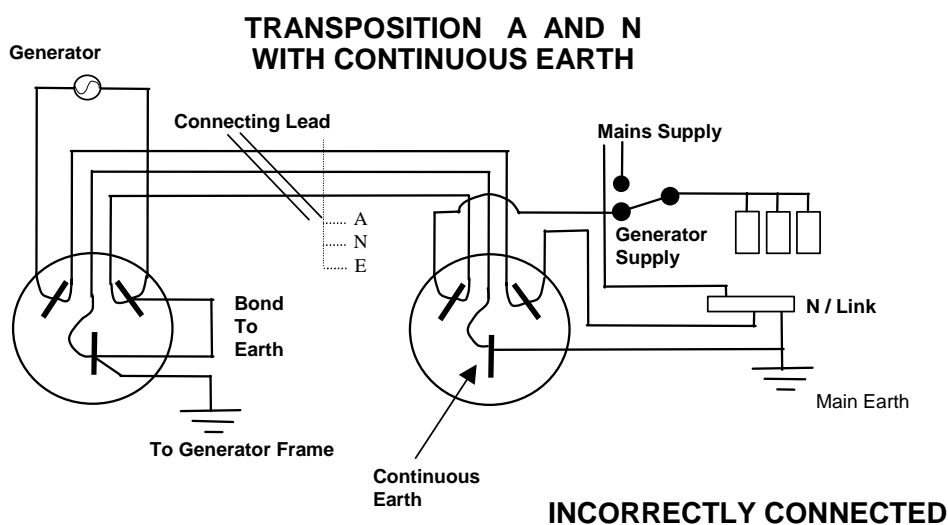 TRANSPOSITION A AND N
WITH CONTINUOUS EARTH
Generator
Connecting Lead
Mains Supply
A
N
E
Generator
Supply
Bond
To
Earth
N / Link
Main Earth
To Generator Frame
Continuous
Earth
INCORRECTLY CONNECTED